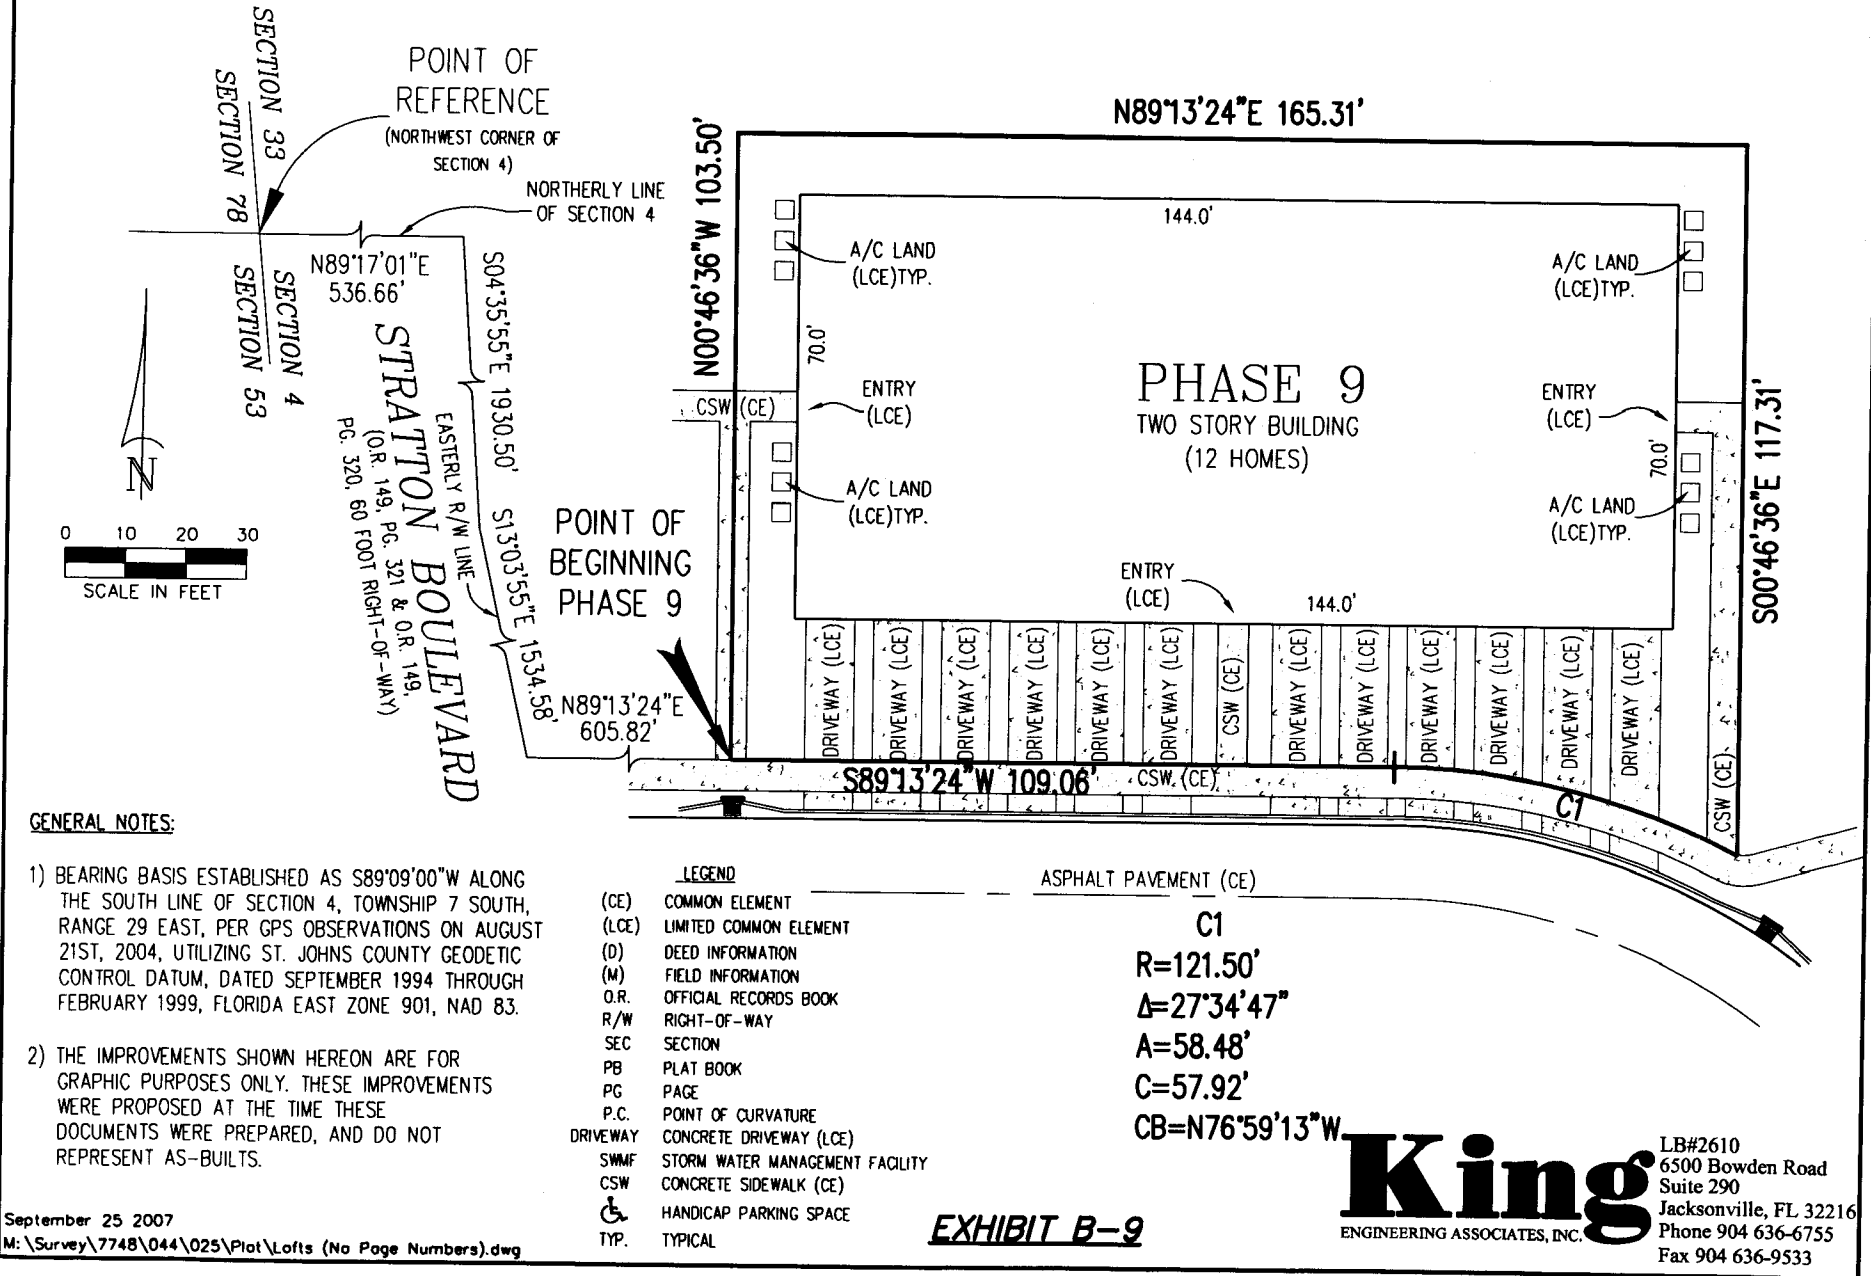 SECTION 33
SECTION 78
POINT OF
REFERENCE
(NORTHWEST CORNER OF
SECTION 4)
NORTHERLY LINE
OF SECTION 4
N89°17'01"E
536.66'
SECTION 4
SECTION 53
S04°35'55"E 1930.50'
STRATTON BOULEVARD
(O.R. 149, PG. 321 & O.R. 149,
PG. 320, 60 FOOT RIGHT-OF-WAY)
EASTERLY R/W LINE
S13°03'55"E 1534.58'
N
0 10 20 30
SCALE IN FEET
POINT OF
BEGINNING
PHASE 9
N89°13'24"E
605.82'
N89°13'24"E 165.31'
N00°46'36"W 103.50'
S00°46'36"E 117.31'
144.0'
A/C LAND
(LCE)TYP.
A/C LAND
(LCE)TYP.
70.0'
ENTRY
(LCE)
PHASE 9
TWO STORY BUILDING
(12 HOMES)
ENTRY
(LCE)
CSW (CE)
70.0'
A/C LAND
(LCE)TYP.
A/C LAND
(LCE)TYP.
ENTRY
(LCE)
144.0'
DRIVEWAY (LCE)
DRIVEWAY (LCE)
DRIVEWAY (LCE)
DRIVEWAY (LCE)
DRIVEWAY (LCE)
DRIVEWAY (LCE)
CSW (CE)
DRIVEWAY (LCE)
DRIVEWAY (LCE)
DRIVEWAY (LCE)
DRIVEWAY (LCE)
DRIVEWAY (LCE)
DRIVEWAY (LCE)
CSW (CE)
S89°13'24"W 109.06'
CSW (CE)
C1
ASPHALT PAVEMENT (CE)
C1
R=121.50'
Δ=27°34'47"
A=58.48'
C=57.92'
CB=N76°59'13"W
GENERAL NOTES:
1) BEARING BASIS ESTABLISHED AS S89°09'00"W ALONG
THE SOUTH LINE OF SECTION 4, TOWNSHIP 7 SOUTH,
RANGE 29 EAST, PER GPS OBSERVATIONS ON AUGUST
21ST, 2004, UTILIZING ST. JOHNS COUNTY GEODETIC
CONTROL DATUM, DATED SEPTEMBER 1994 THROUGH
FEBRUARY 1999, FLORIDA EAST ZONE 901, NAD 83.
2) THE IMPROVEMENTS SHOWN HEREON ARE FOR
GRAPHIC PURPOSES ONLY. THESE IMPROVEMENTS
WERE PROPOSED AT THE TIME THESE
DOCUMENTS WERE PREPARED, AND DO NOT
REPRESENT AS-BUILTS.
LEGEND
(CE) COMMON ELEMENT
(LCE) LIMITED COMMON ELEMENT
(D) DEED INFORMATION
(M) FIELD INFORMATION
O.R. OFFICIAL RECORDS BOOK
R/W RIGHT-OF-WAY
SEC SECTION
PB PLAT BOOK
PG PAGE
P.C. POINT OF CURVATURE
DRIVEWAY CONCRETE DRIVEWAY (LCE)
SWMF STORM WATER MANAGEMENT FACILITY
CSW CONCRETE SIDEWALK (CE)
HANDICAP PARKING SPACE
TYP. TYPICAL
September 25 2007
M:\Survey\7748\044\025\Plat\Lofts (No Page Numbers).dwg
EXHIBIT B-9
King
ENGINEERING ASSOCIATES, INC.
LB#2610
6500 Bowden Road
Suite 290
Jacksonville, FL 32216
Phone 904 636-6755
Fax 904 636-9533